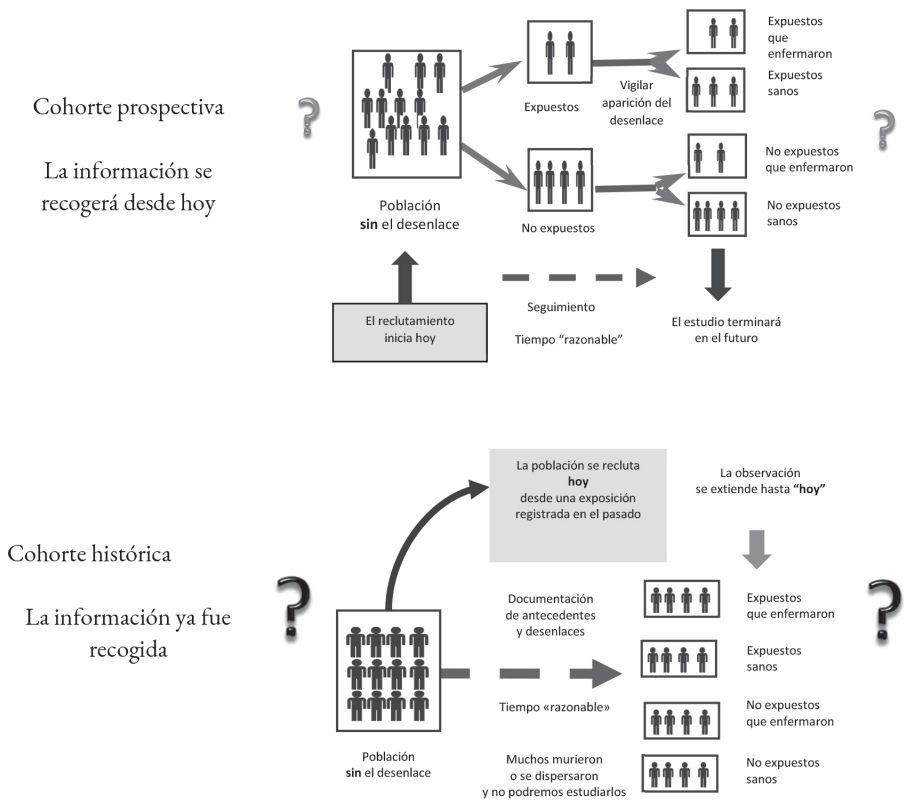 Cohorte prospectiva
La información se
recogerá desde hoy
?
Población
sin el desenlace
El reclutamiento
inicia hoy
Expuestos
No expuestos
Vigilar
aparición del
desenlace
Seguimiento
Tiempo “razonable”
Expuestos
que
enfermaron
Expuestos
sanos
No expuestos
que enfermaron
No expuestos
sanos
El estudio terminará
en el futuro
?
Cohorte histórica
La información ya fue
recogida
?
Población
sin el desenlace
La población se recluta
hoy
desde una exposición
registrada en el pasado
Documentación
de antecedentes
y desenlaces
Tiempo «razonable»
Muchos murieron
o se dispersaron
y no podremos estudiarlos
La observación
se extiende hasta “hoy”
Expuestos
que enfermaron
Expuestos
sanos
No expuestos
que enfermaron
No expuestos
sanos
?